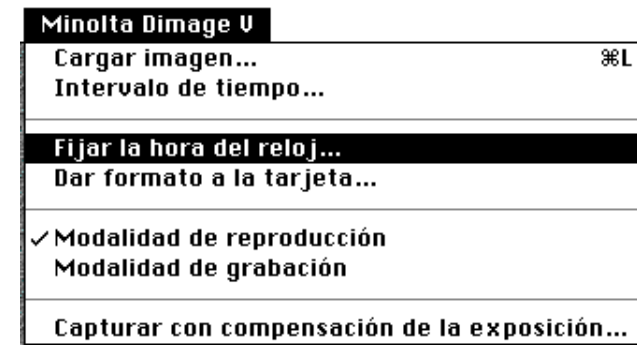 Minolta Dimage V
Cargar imagen... ⌘L
Intervalo de tiempo...
Fijar la hora del reloj...
Dar formato a la tarjeta...
✓ Modalidad de reproducción
Modalidad de grabación
Capturar con compensación de la exposición...